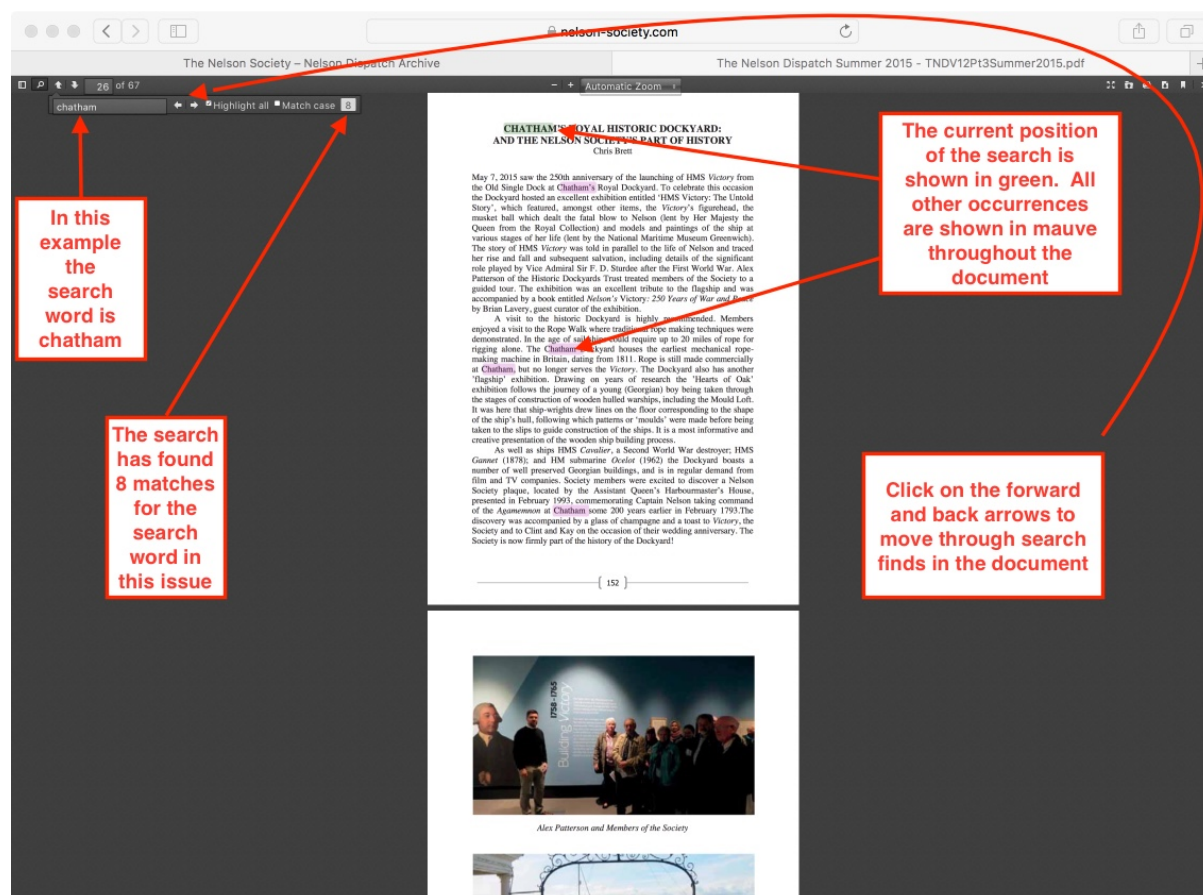 nelson-society.com
The Nelson Society – Nelson Dispatch Archive
The Nelson Dispatch Summer 2015 - TNDV12Pt3Summer2015.pdf
26 of 67
Automatic Zoom
chatham
Highlight all
Match case
8
In this
example
the
search
word is
chatham
The search
has found
8 matches
for the
search
word in
this issue
CHATHAM'S ROYAL HISTORIC DOCKYARD:
AND THE NELSON SOCIETY'S PART OF HISTORY
Chris Brett
May 7, 2015 saw the 250th anniversary of the launching of HMS Victory from
the Old Single Dock at Chatham's Royal Dockyard. To celebrate this occasion
the Dockyard hosted an excellent exhibition entitled 'HMS Victory: The Untold
Story', which featured, amongst other items, the Victory's figurehead, the
musket ball which dealt the fatal blow to Nelson (lent by Her Majesty the
Queen from the Royal Collection) and models and paintings of the ship at
various stages of her life (lent by the National Maritime Museum Greenwich).
The story of HMS Victory was told in parallel to the life of Nelson and traced
her rise and fall and subsequent salvation, including details of the significant
role played by Vice Admiral Sir F. D. Sturdee after the First World War. Alex
Patterson of the Historic Dockyards Trust treated members of the Society to a
guided tour. The exhibition was an excellent tribute to the flagship and was
accompanied by a book entitled Nelson's Victory: 250 Years of War and Peace
by Brian Lavery, guest curator of the exhibition.
A visit to the historic Dockyard is highly recommended. Members
enjoyed a visit to the Rope Walk where traditional rope making techniques were
demonstrated. In the age of sail ships could require up to 20 miles of rope for
rigging alone. The Chatham Dockyard houses the earliest mechanical rope-
making machine in Britain, dating from 1811. Rope is still made commercially
at Chatham, but no longer serves the Victory. The Dockyard also has another
'flagship' exhibition. Drawing on years of research the 'Hearts of Oak'
exhibition follows the journey of a young (Georgian) boy being taken through
the stages of construction of wooden hulled warships, including the Mould Loft.
It was here that ship-wrights drew lines on the floor corresponding to the shape
of the ship's hull, following which patterns or 'moulds' were made before being
taken to the slips to guide construction of the ships. It is a most informative and
creative presentation of the wooden ship building process.
As well as ships HMS Cavalier, a Second World War destroyer; HMS
Gannet (1878); and HM submarine Ocelot (1962) the Dockyard boasts a
number of well preserved Georgian buildings, and is in regular demand from
film and TV companies. Society members were excited to discover a Nelson
Society plaque, located by the Assistant Queen's Harbourmaster's House,
presented in February 1993, commemorating Captain Nelson taking command
of the Agamemnon at Chatham some 200 years earlier in February 1793.The
discovery was accompanied by a glass of champagne and a toast to Victory, the
Society and to Clint and Kay on the occasion of their wedding anniversary. The
Society is now firmly part of the history of the Dockyard!
152
The current position
of the search is
shown in green. All
other occurrences
are shown in mauve
throughout the
document
Click on the forward
and back arrows to
move through search
finds in the document
1758-1765
Building Victory
Alex Patterson and Members of the Society